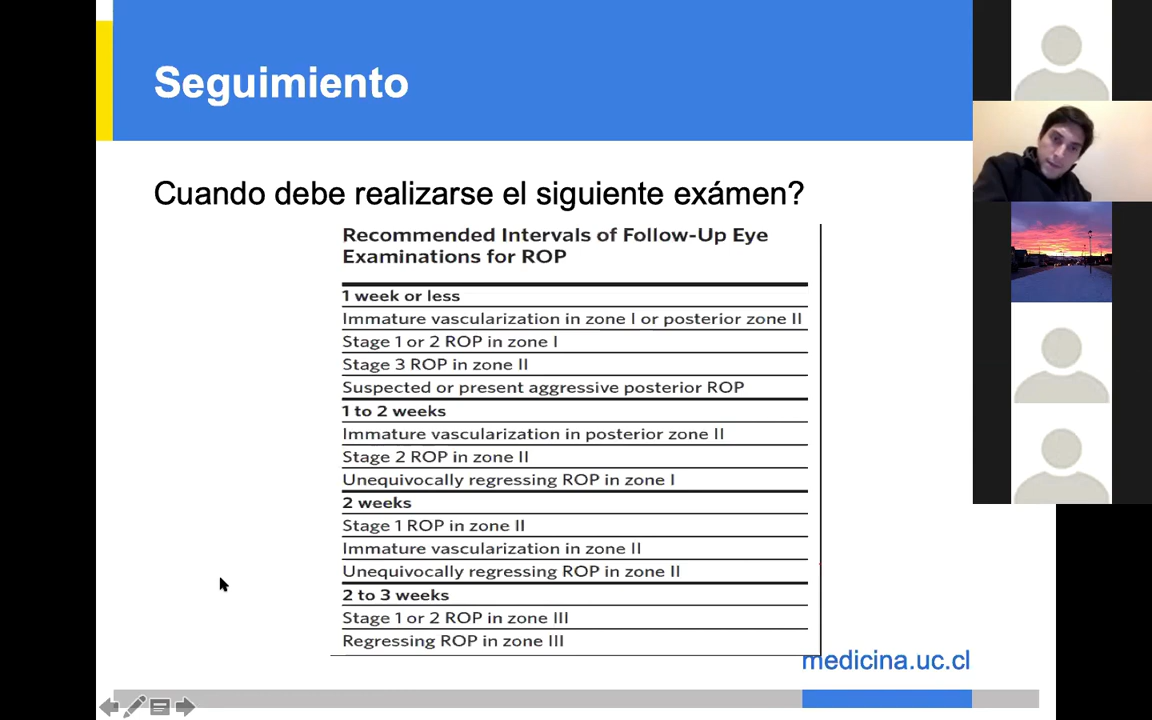 Seguimiento
Cuando debe realizarse el siguiente exámen?
Recommended Intervals of Follow-Up Eye
Examinations for ROP
1 week or less
Immature vascularization in zone I or posterior zone II
Stage 1 or 2 ROP in zone I
Stage 3 ROP in zone II
Suspected or present aggressive posterior ROP
1 to 2 weeks
Immature vascularization in posterior zone II
Stage 2 ROP in zone II
Unequivocally regressing ROP in zone I
2 weeks
Stage 1 ROP in zone II
Immature vascularization in zone II
Unequivocally regressing ROP in zone II
2 to 3 weeks
Stage 1 or 2 ROP in zone III
Regressing ROP in zone III
medicina.uc.cl